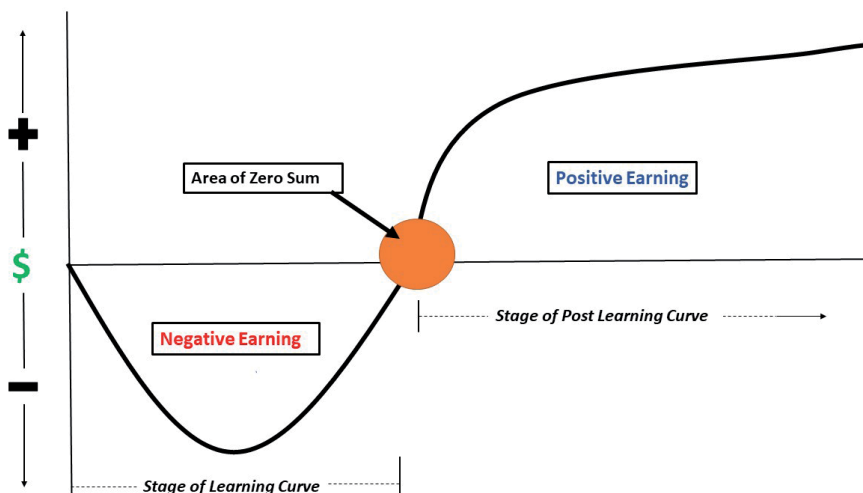 Area of Zero Sum
Positive Earning
$
Stage of Post Learning Curve
Negative Earning
Stage of Learning Curve